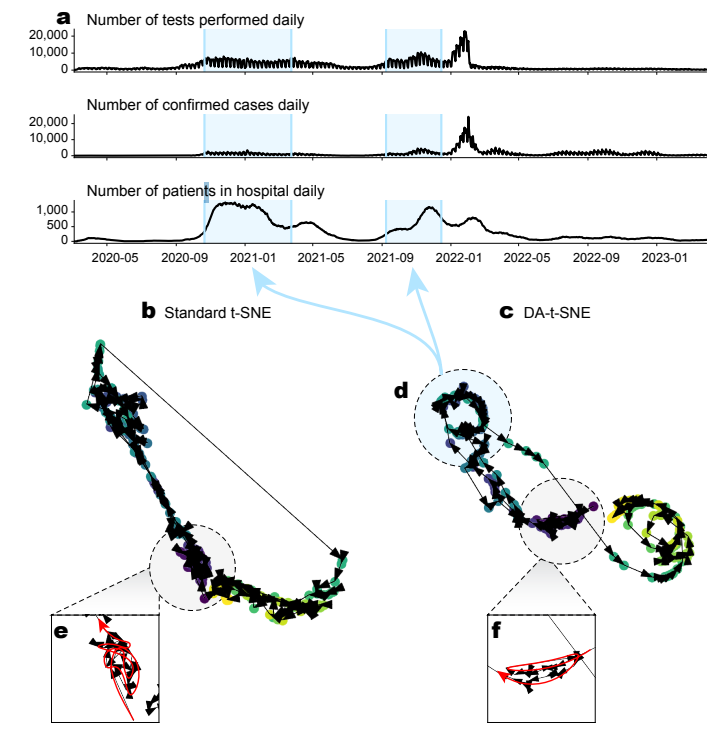 a Number of tests performed daily
20,000
10,000
0
Number of confirmed cases daily
20,000
10,000
0
Number of patients in hospital daily
1,000
500
0
2020-05 2020-09 2021-01 2021-05 2021-09 2022-01 2022-05 2022-09 2023-01
b Standard t-SNE
c DA-t-SNE
d
e
f